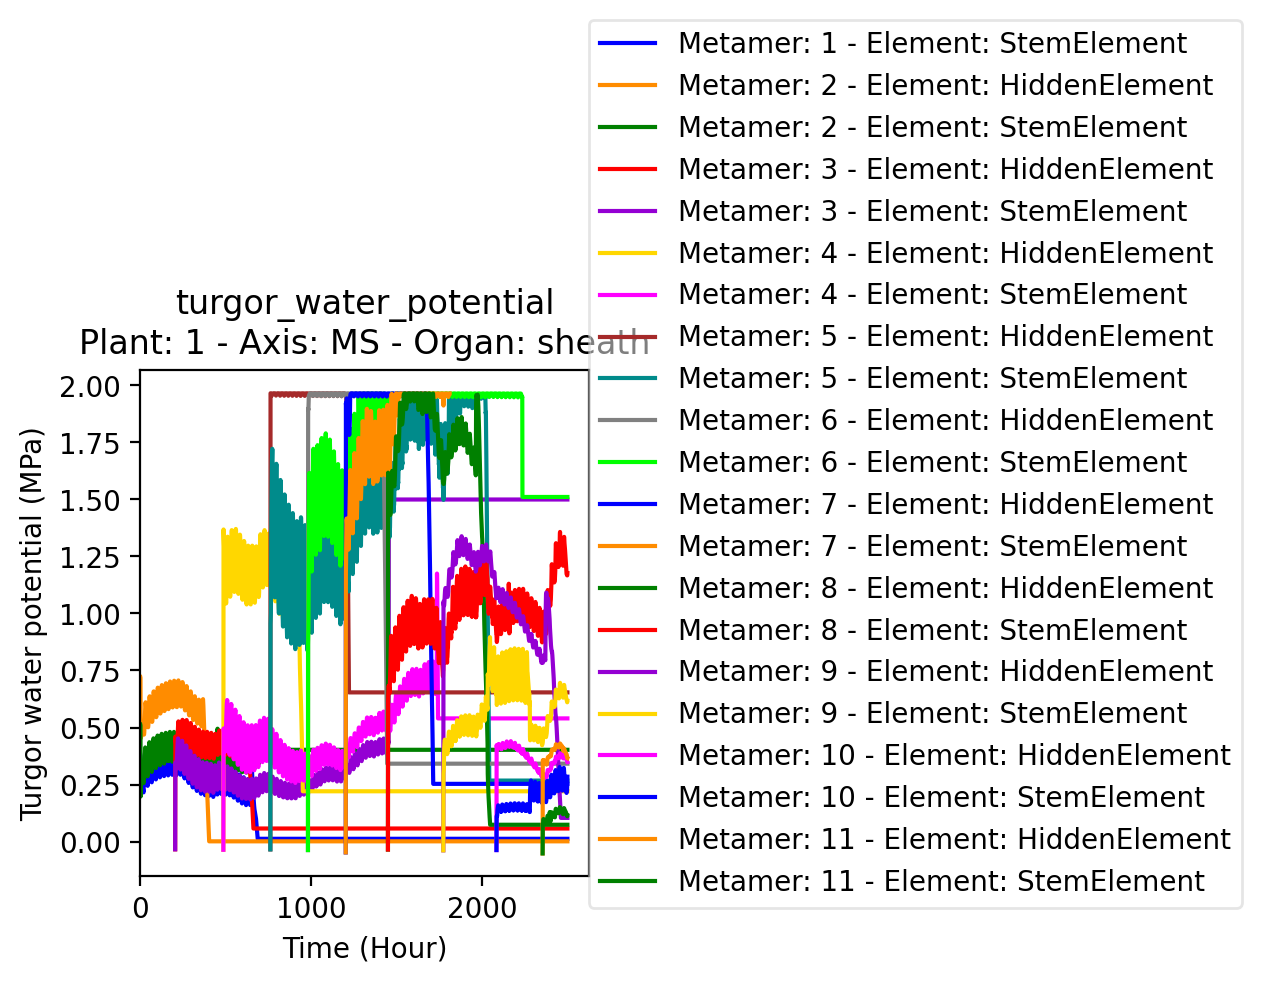 turgor_water_potential
Plant: 1 - Axis: MS - Organ: sheath
Turgor water potential (MPa)
2.00
1.75
1.50
1.25
1.00
0.75
0.50
0.25
0.00
0
1000
2000
Time (Hour)
Metamer: 1 - Element: StemElement
Metamer: 2 - Element: HiddenElement
Metamer: 2 - Element: StemElement
Metamer: 3 - Element: HiddenElement
Metamer: 3 - Element: StemElement
Metamer: 4 - Element: HiddenElement
Metamer: 4 - Element: StemElement
Metamer: 5 - Element: HiddenElement
Metamer: 5 - Element: StemElement
Metamer: 6 - Element: HiddenElement
Metamer: 6 - Element: StemElement
Metamer: 7 - Element: HiddenElement
Metamer: 7 - Element: StemElement
Metamer: 8 - Element: HiddenElement
Metamer: 8 - Element: StemElement
Metamer: 9 - Element: HiddenElement
Metamer: 9 - Element: StemElement
Metamer: 10 - Element: HiddenElement
Metamer: 10 - Element: StemElement
Metamer: 11 - Element: HiddenElement
Metamer: 11 - Element: StemElement